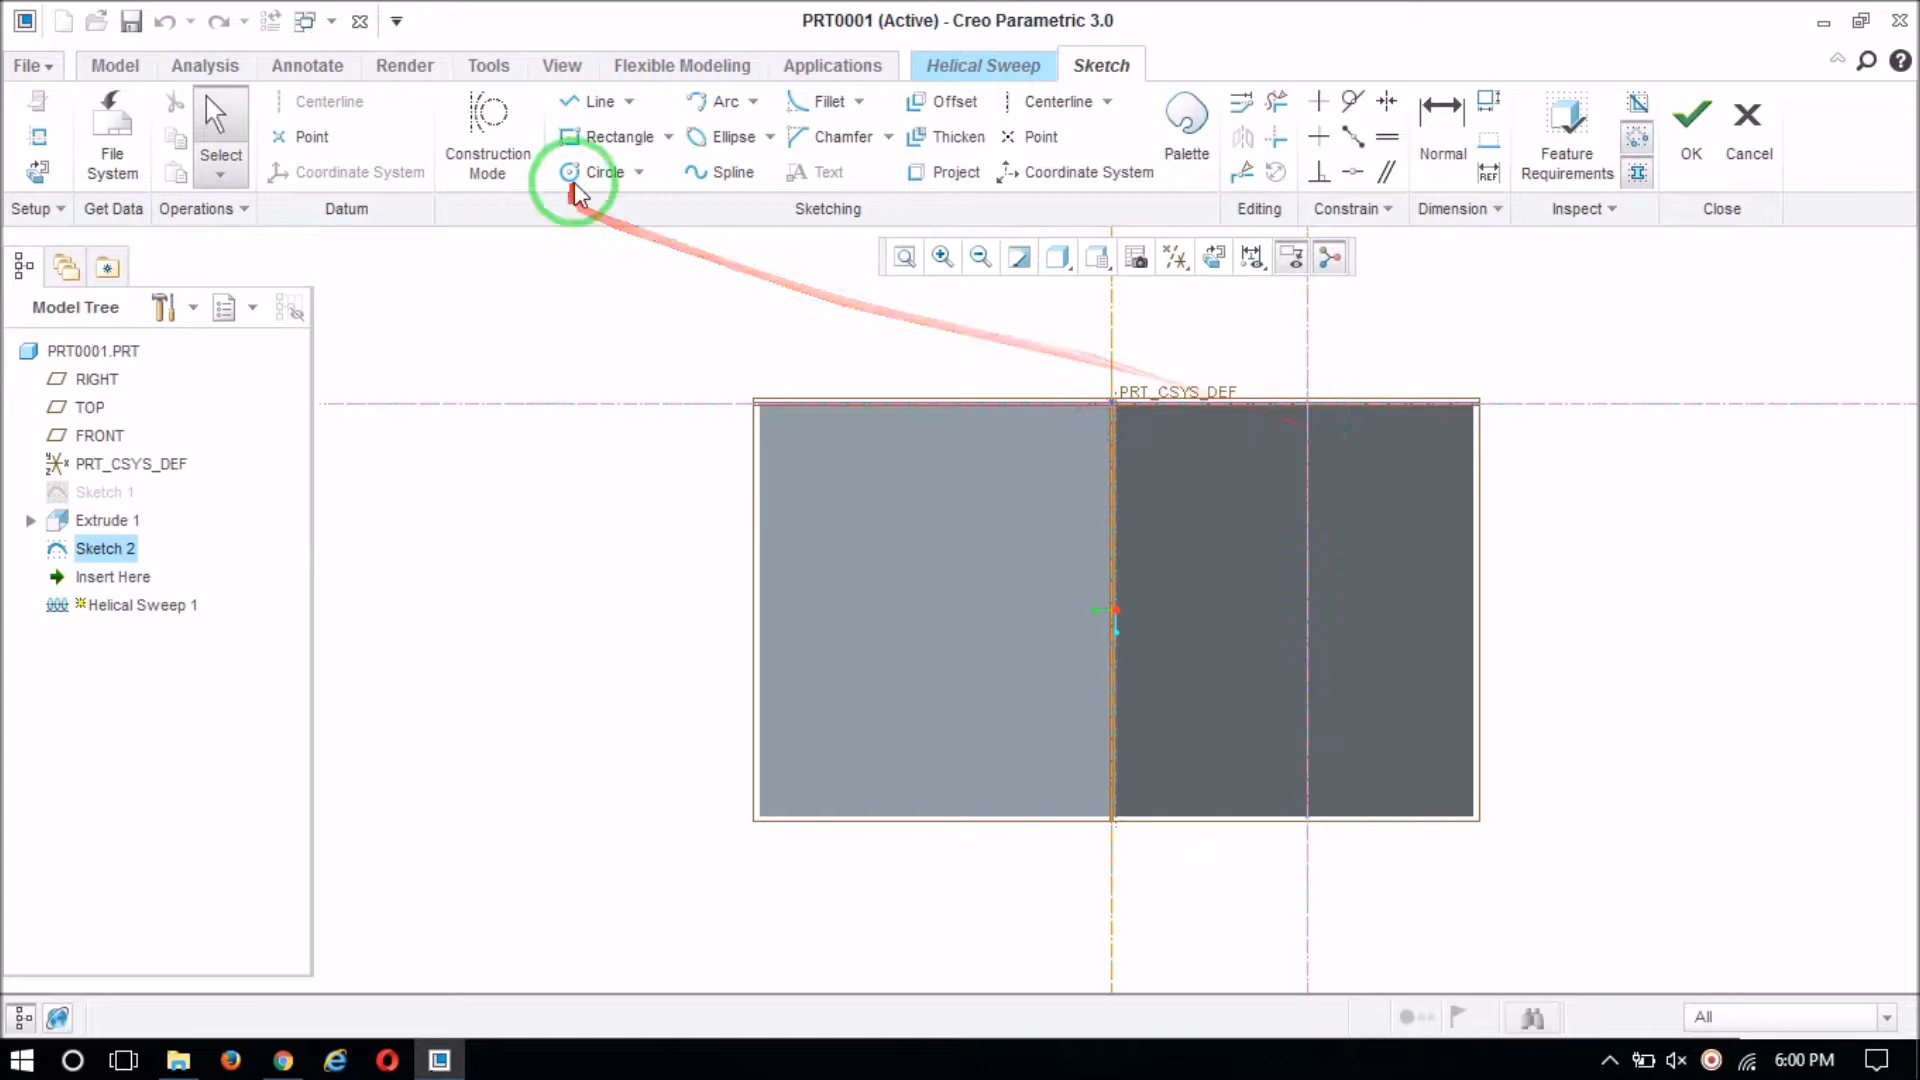 PRT0001 (Active) - Creo Parametric 3.0
File Model Analysis Annotate Render Tools View Flexible Modeling Applications Helical Sweep Sketch
Centerline Line Arc Fillet Offset Centerline
Point Rectangle Ellipse Chamfer Thicken Point
File System Select Construction Mode Palette Normal Feature Requirements OK Cancel
Coordinate System Circle Spline Text Project Coordinate System REF
Setup Get Data Operations Datum Sketching Editing Constrain Dimension Inspect Close
Model Tree
PRT0001.PRT
RIGHT
TOP
FRONT
PRT_CSYS_DEF
Sketch 1
Extrude 1
Sketch 2
Insert Here
Helical Sweep 1
PRT_CSYS_DEF
All
6:00 PM